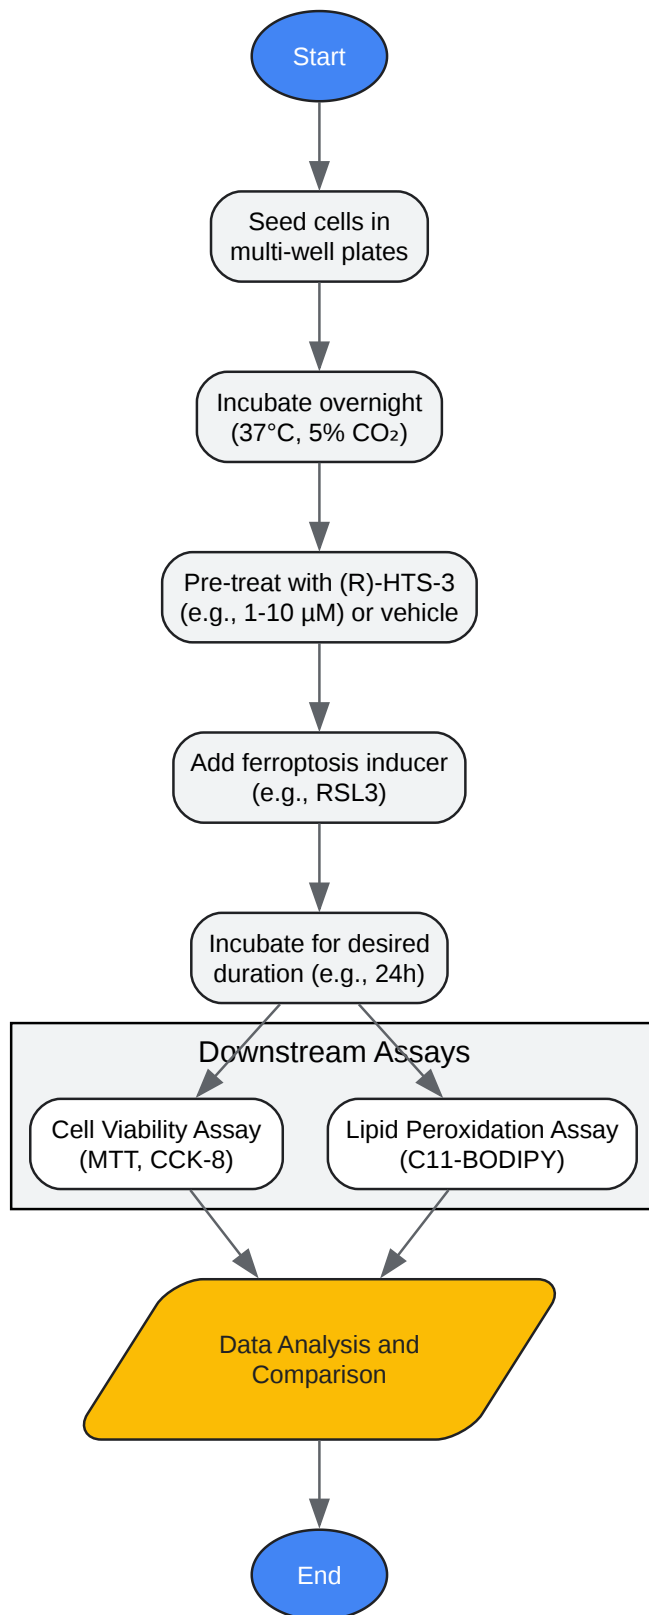 Start
Seed cells in
multi-well plates
Incubate overnight
(37°C, 5% CO₂)
Pre-treat with (R)-HTS-3
(e.g., 1-10 µM) or vehicle
Add ferroptosis inducer
(e.g., RSL3)
Incubate for desired
duration (e.g., 24h)
Downstream Assays
Cell Viability Assay
(MTT, CCK-8)
Lipid Peroxidation Assay
(C11-BODIPY)
Data Analysis and
Comparison
End